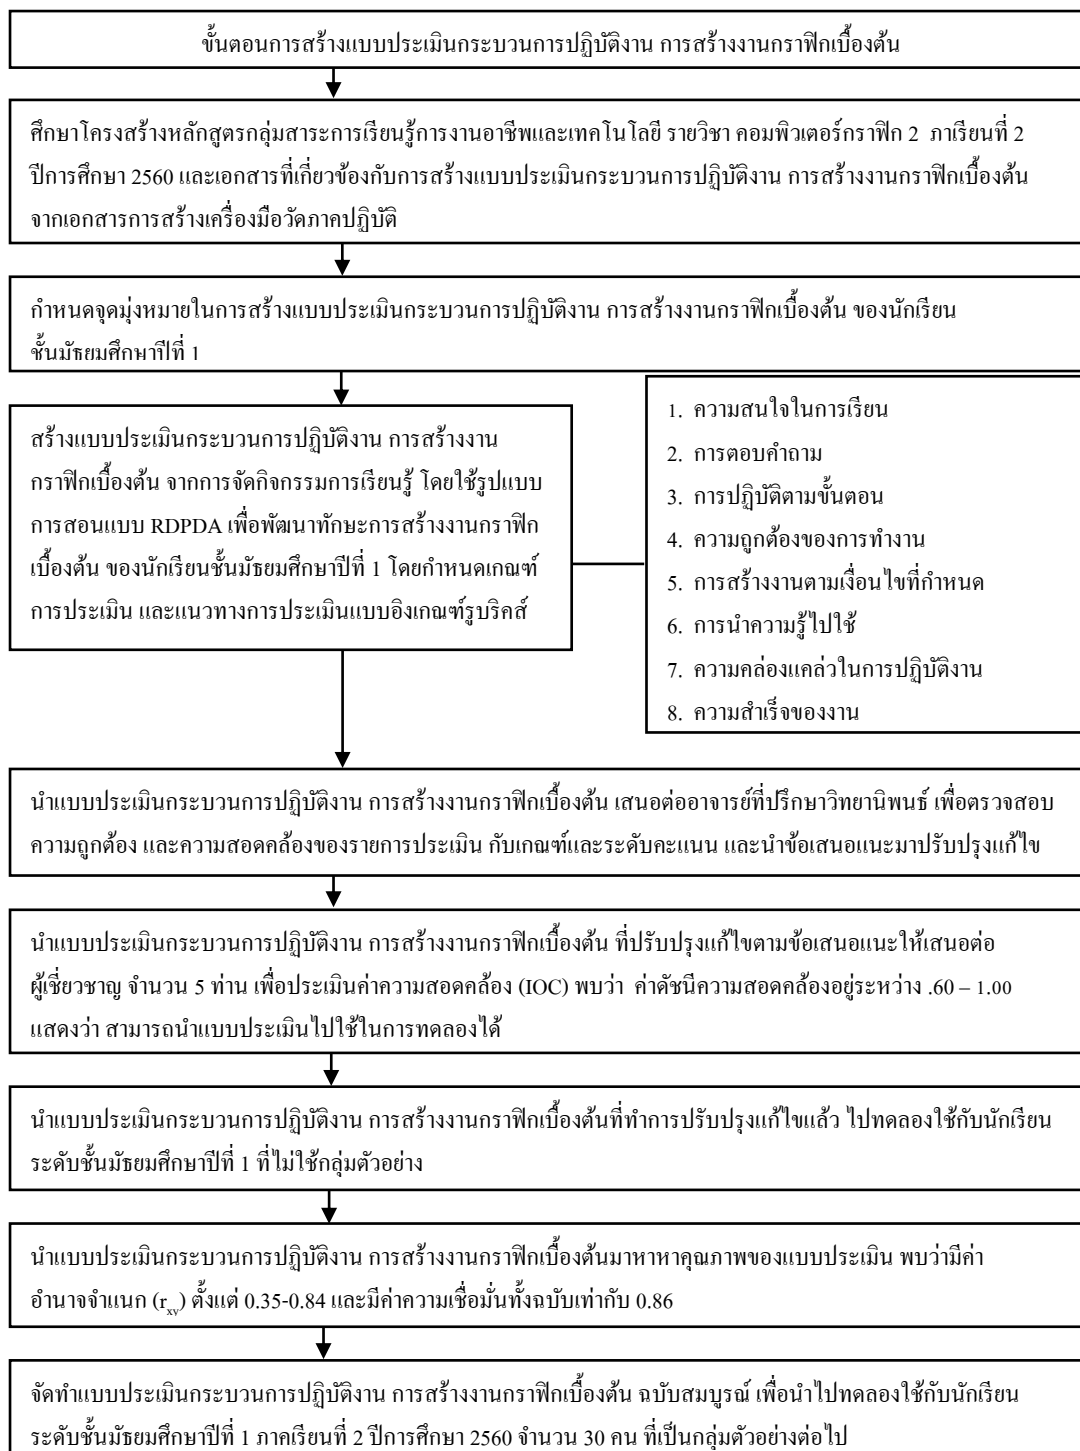 ขั้นตอนการสร้างแบบประเมินกระบวนการปฏิบัติงาน การสร้างงานกราฟิกเบื้องต้น
ศึกษาโครงสร้างหลักสูตรกลุ่มสาระการเรียนรู้การงานอาชีพและเทคโนโลยี รายวิชา คอมพิวเตอร์กราฟิก 2 ภาเรียนที่ 2
ปีการศึกษา 2560 และเอกสารที่เกี่ยวข้องกับการสร้างแบบประเมินกระบวนการปฏิบัติงาน การสร้างงานกราฟิกเบื้องต้น
จากเอกสารการสร้างเครื่องมือวัดภาคปฏิบัติ
กำหนดจุดมุ่งหมายในการสร้างแบบประเมินกระบวนการปฏิบัติงาน การสร้างงานกราฟิกเบื้องต้น ของนักเรียน
ชั้นมัธยมศึกษาปีที่ 1
สร้างแบบประเมินกระบวนการปฏิบัติงาน การสร้างงาน
กราฟิกเบื้องต้น จากการจัดกิจกรรมการเรียนรู้ โดยใช้รูปแบบ
การสอนแบบ RDPDA เพื่อพัฒนาทักษะการสร้างงานกราฟิก
เบื้องต้น ของนักเรียนชั้นมัธยมศึกษาปีที่ 1 โดยกำหนดเกณฑ์
การประเมิน และแนวทางการประเมินแบบอิงเกณฑ์รูบริคส์
1. ความสนใจในการเรียน
2. การตอบคำถาม
3. การปฏิบัติตามขั้นตอน
4. ความถูกต้องของการทำงาน
5. การสร้างงานตามเงื่อนไขที่กำหนด
6. การนำความรู้ไปใช้
7. ความคล่องแคล่วในการปฏิบัติงาน
8. ความสำเร็จของงาน
นำแบบประเมินกระบวนการปฏิบัติงาน การสร้างงานกราฟิกเบื้องต้น เสนอต่ออาจารย์ที่ปรึกษาวิทยานิพนธ์ เพื่อตรวจสอบ
ความถูกต้อง และความสอดคล้องของรายการประเมิน กับเกณฑ์และระดับคะแนน และนำข้อเสนอแนะมาปรับปรุงแก้ไข
นำแบบประเมินกระบวนการปฏิบัติงาน การสร้างงานกราฟิกเบื้องต้น ที่ปรับปรุงแก้ไขตามข้อเสนอแนะให้เสนอต่อ
ผู้เชี่ยวชาญ จำนวน 5 ท่าน เพื่อประเมินค่าความสอดคล้อง (IOC) พบว่า ค่าดัชนีความสอดคล้องอยู่ระหว่าง .60 – 1.00
แสดงว่า สามารถนำแบบประเมินไปใช้ในการทดลองได้
นำแบบประเมินกระบวนการปฏิบัติงาน การสร้างงานกราฟิกเบื้องต้นที่ทำการปรับปรุงแก้ไขแล้ว ไปทดลองใช้กับนักเรียน
ระดับชั้นมัธยมศึกษาปีที่ 1 ที่ไม่ใช้กลุ่มตัวอย่าง
นำแบบประเมินกระบวนการปฏิบัติงาน การสร้างงานกราฟิกเบื้องต้นมาหาหาคุณภาพของแบบประเมิน พบว่ามีค่า
อำนาจจำแนก (r_xy) ตั้งแต่ 0.35-0.84 และมีค่าความเชื่อมั่นทั้งฉบับเท่ากับ 0.86
จัดทำแบบประเมินกระบวนการปฏิบัติงาน การสร้างงานกราฟิกเบื้องต้น ฉบับสมบูรณ์ เพื่อนำไปทดลองใช้กับนักเรียน
ระดับชั้นมัธยมศึกษาปีที่ 1 ภาคเรียนที่ 2 ปีการศึกษา 2560 จำนวน 30 คน ที่เป็นกลุ่มตัวอย่างต่อไป